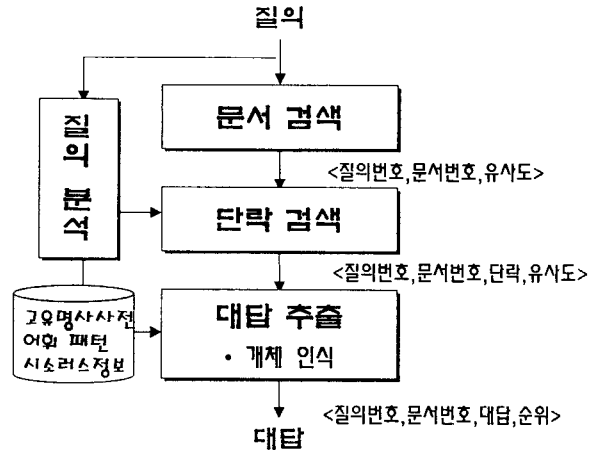 질의
문서 검색
질의 분석
<질의번호,문서번호,유사도>
단락 검색
<질의번호,문서번호,단락,유사도>
대답 추출
• 개체 인식
고유명사사전
어휘 패턴
시소러스정보
<질의번호,문서번호,대답,순위>
대답